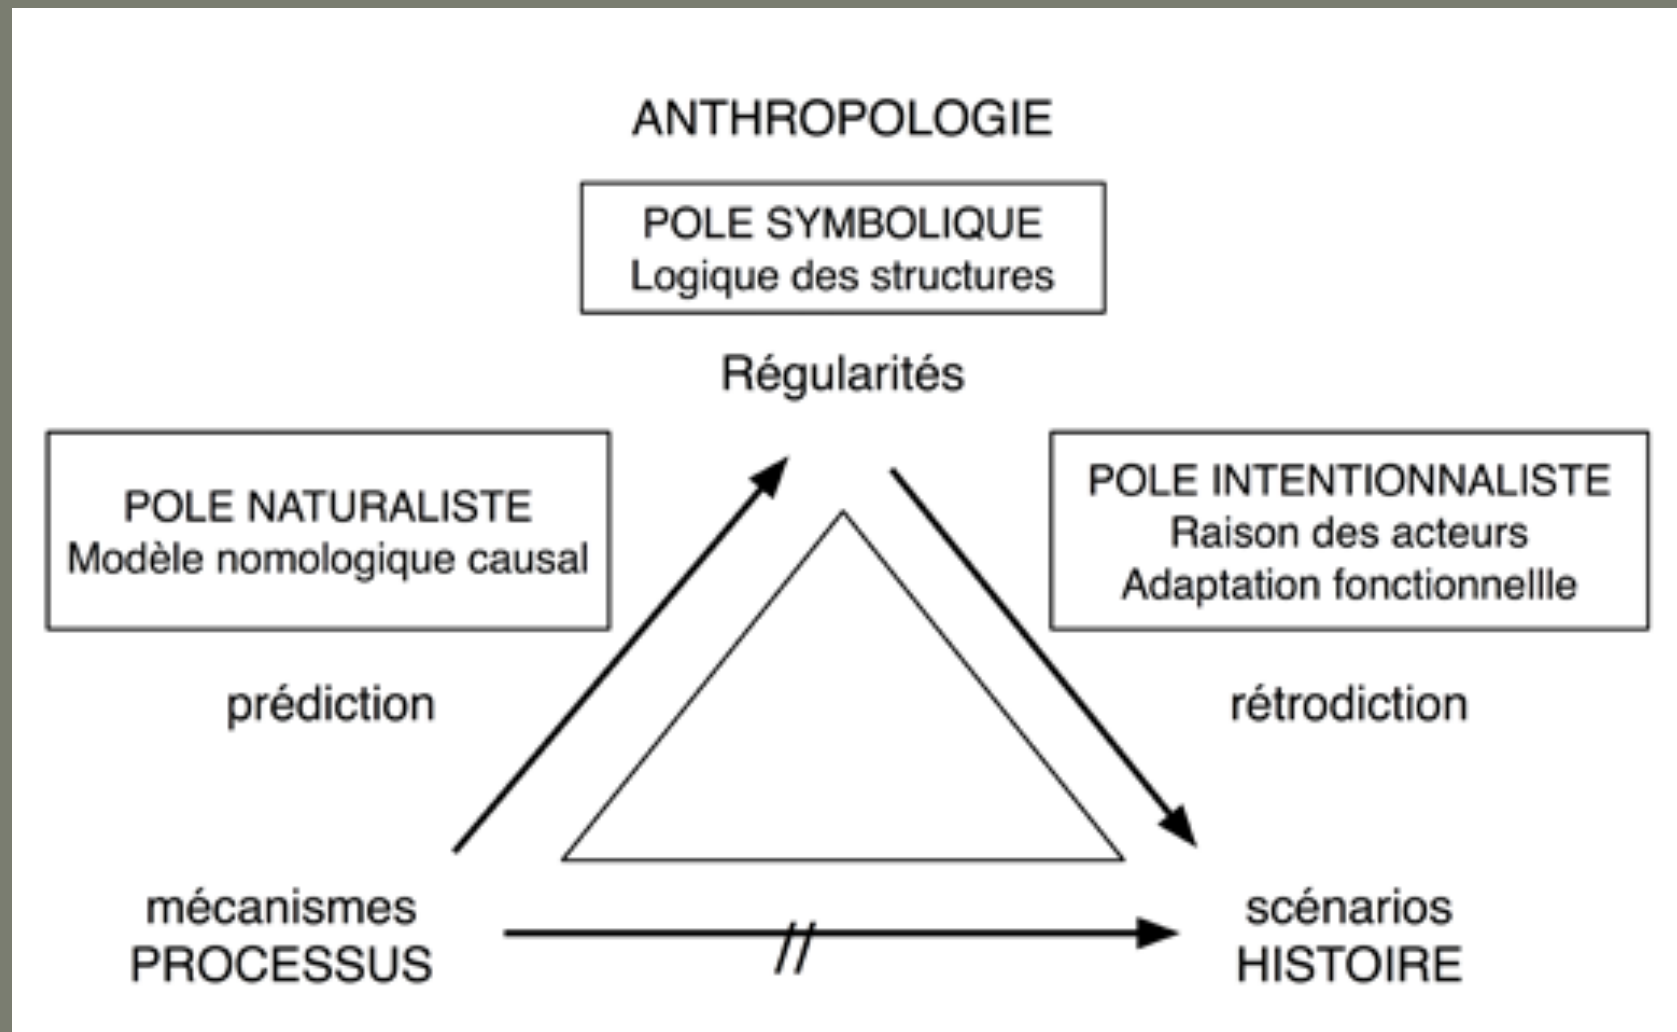 ANTHROPOLOGIE
POLE SYMBOLIQUE
Logique des structures
Régularités
POLE NATURALISTE
Modèle nomologique causal
POLE INTENTIONNALISTE
Raison des acteurs
Adaptation fonctionnellle
prédiction
rétrodiction
mécanismes
PROCESSUS
//
scénarios
HISTOIRE